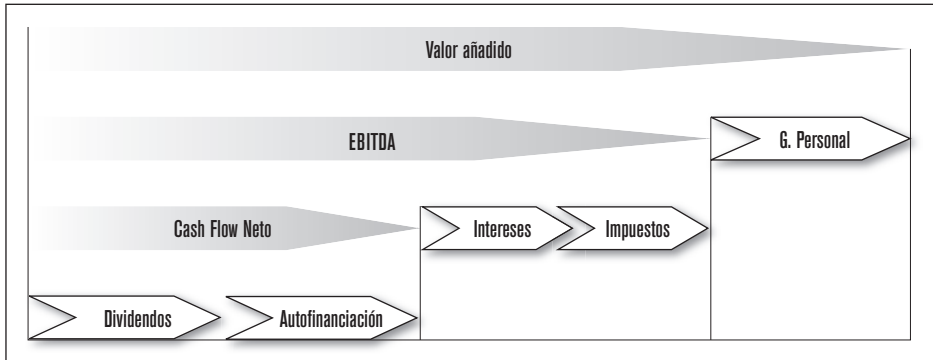 Valor añadido
EBITDA
G. Personal
Cash Flow Neto
Intereses
Impuestos
Dividendos
Autofinanciación